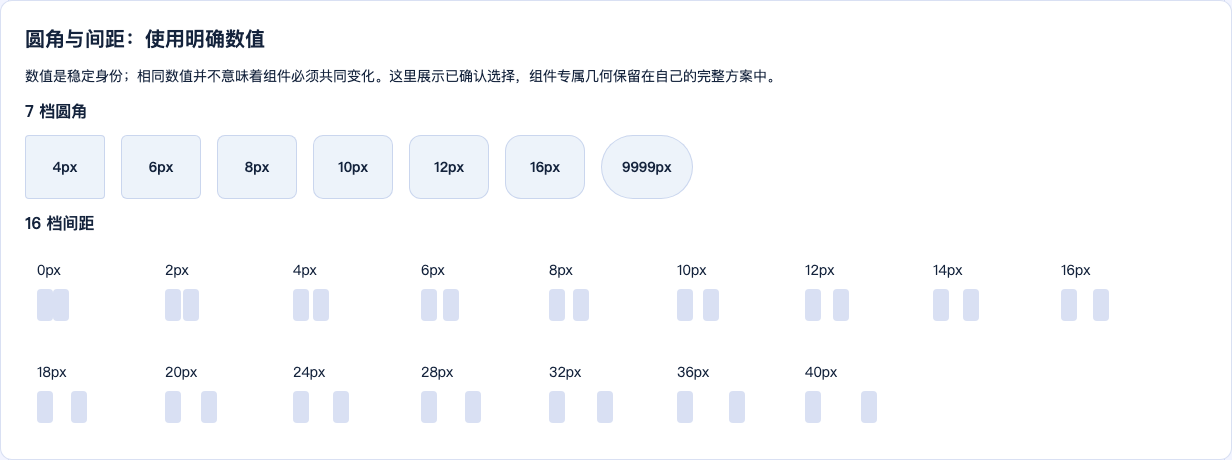 圆角与间距：使用明确数值
数值是稳定身份；相同数值并不意味着组件必须共同变化。这里展示已确认选择，组件专属几何保留在自己的完整方案中。
7 档圆角
4px 6px 8px 10px 12px 16px 9999px
16 档间距
0px 2px 4px 6px 8px 10px 12px 14px 16px
18px 20px 24px 28px 32px 36px 40px